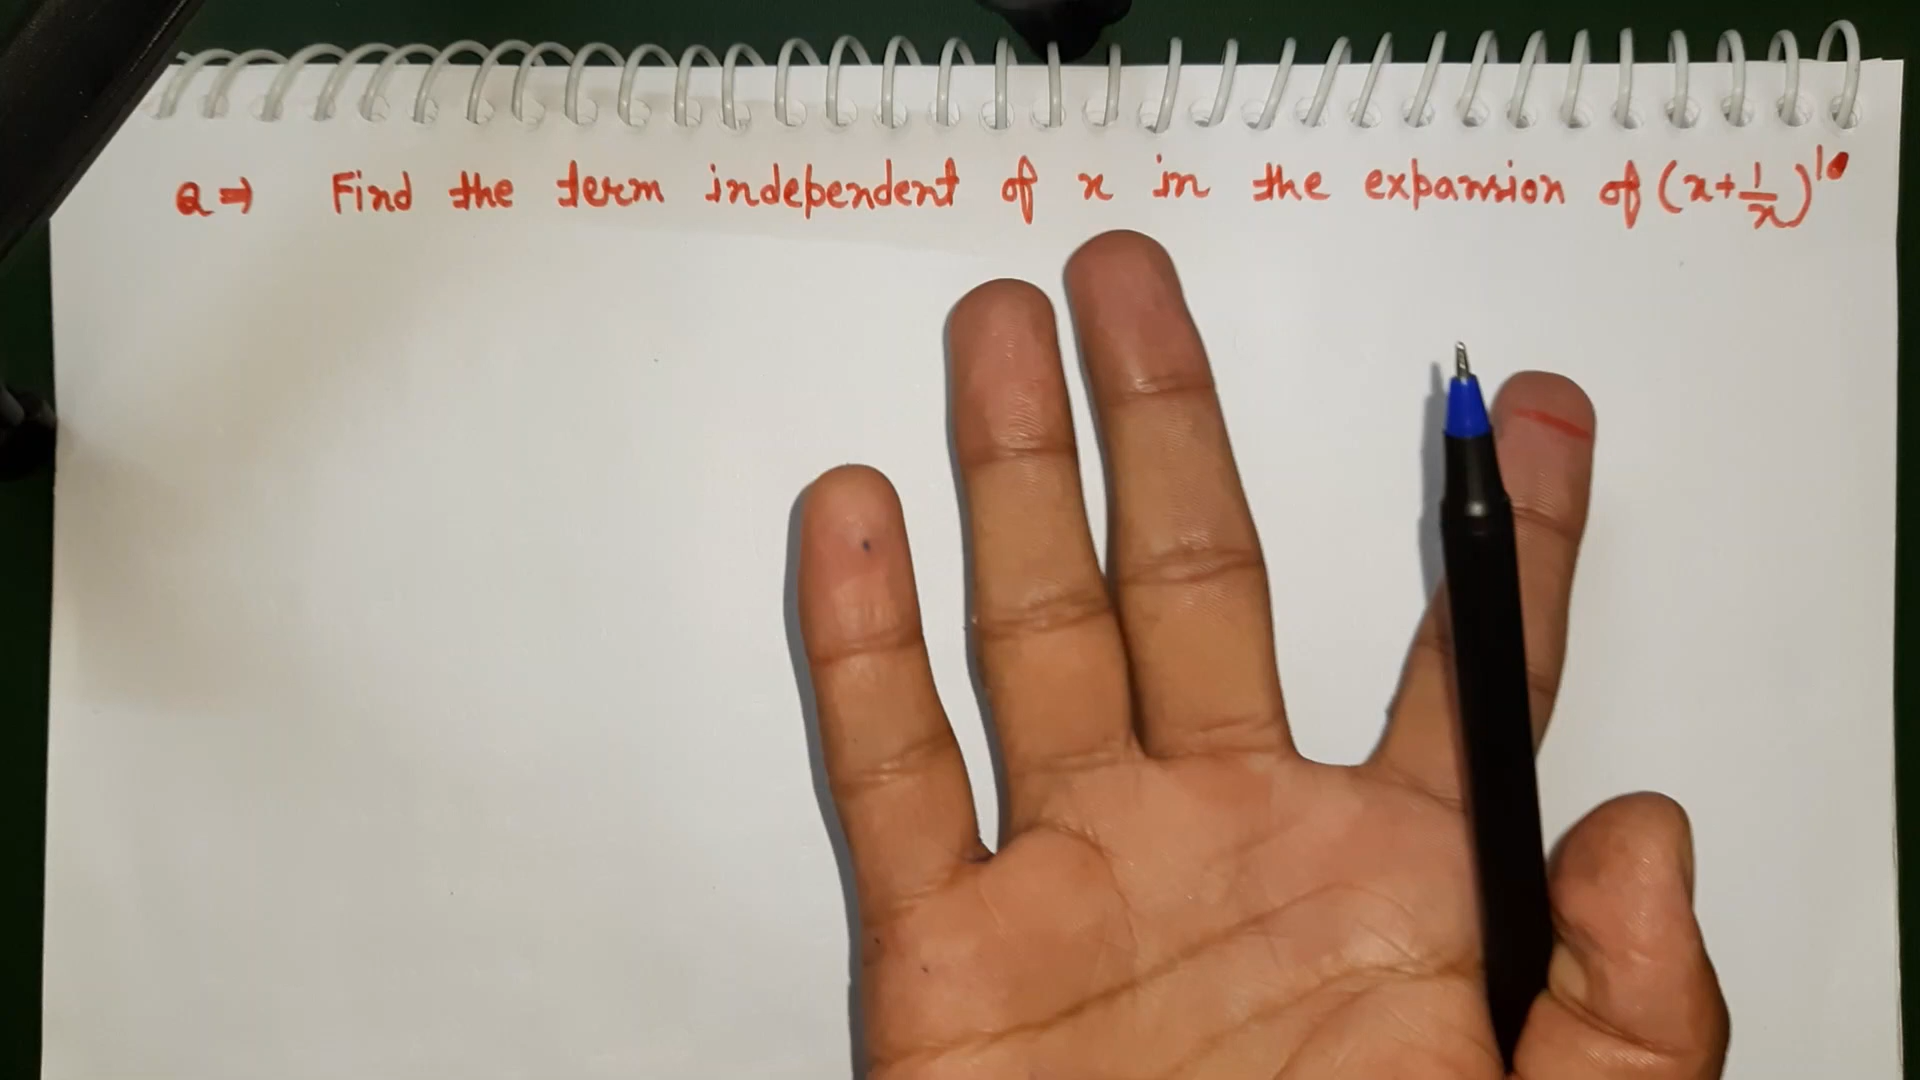 Q⇒ Find the term independent of x in the expansion of (x+1/x)^10